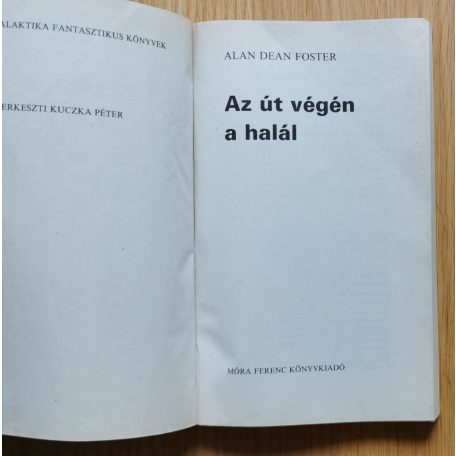 ALAKTIKA FANTASZTIKUS KÖNYVEK
ERKESZTI KUCZKA PÉTER
ALAN DEAN FOSTER
Az út végén
a halál
MÓRA FERENC KÖNYVKIADÓ